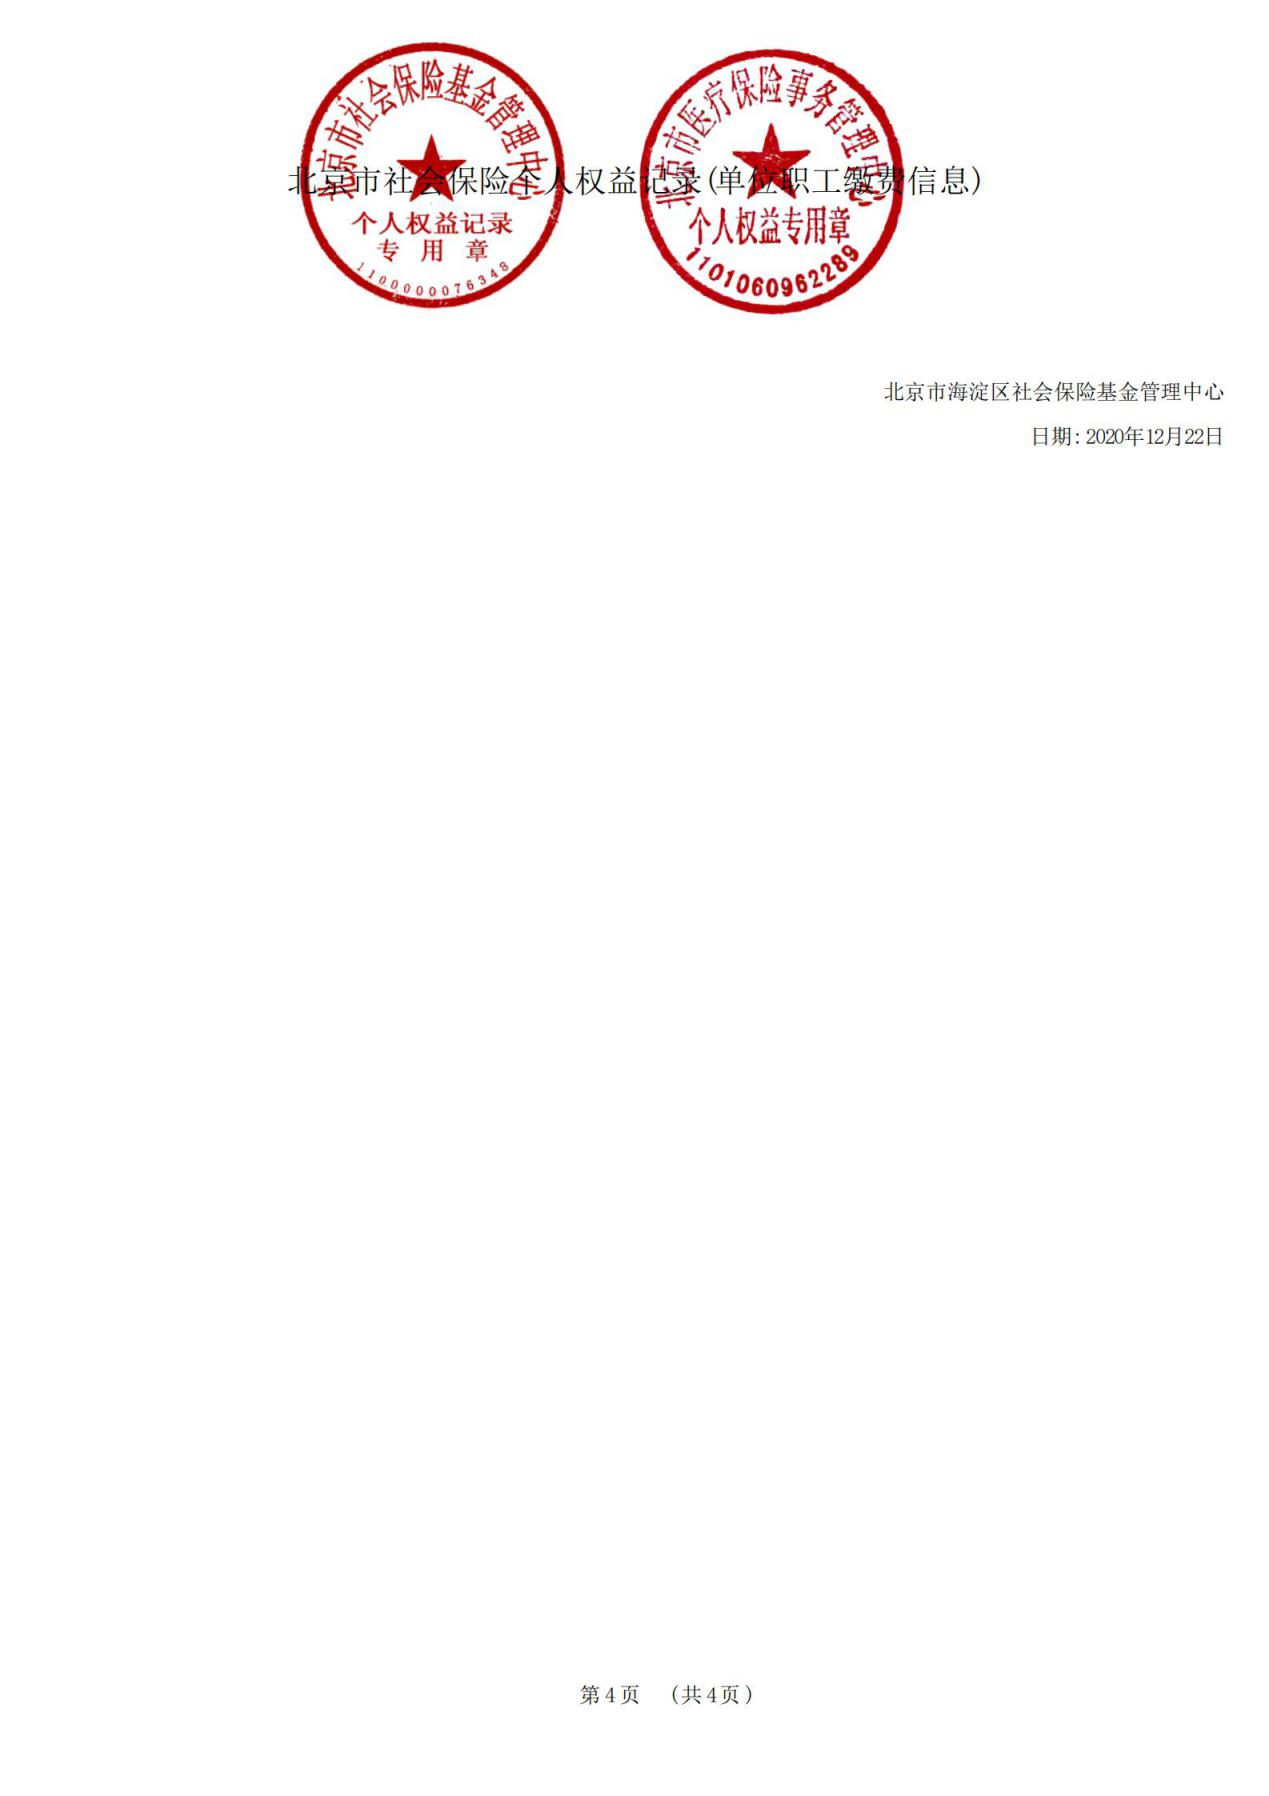 北京市社会保险基金管理中心
个人权益记录
专用章
1100000076348
北京市医疗保险事务管理中心
个人权益专用章
1101060962289
北京市社会保险个人权益记录(单位职工缴费信息)
北京市海淀区社会保险基金管理中心
日期:2020年12月22日
第4页 (共4页)